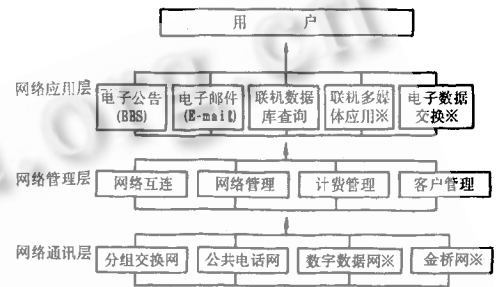 用 户
网络应用层
电子公告
(BBS)
电子邮件
(E-mail)
联机数据
库查询
联机多媒
体应用※
电子数据
交换※
网络管理层
网络互连
网络管理
计费管理
客户管理
网络通讯层
分组交换网
公共电话网
数字数据网※
金桥网※